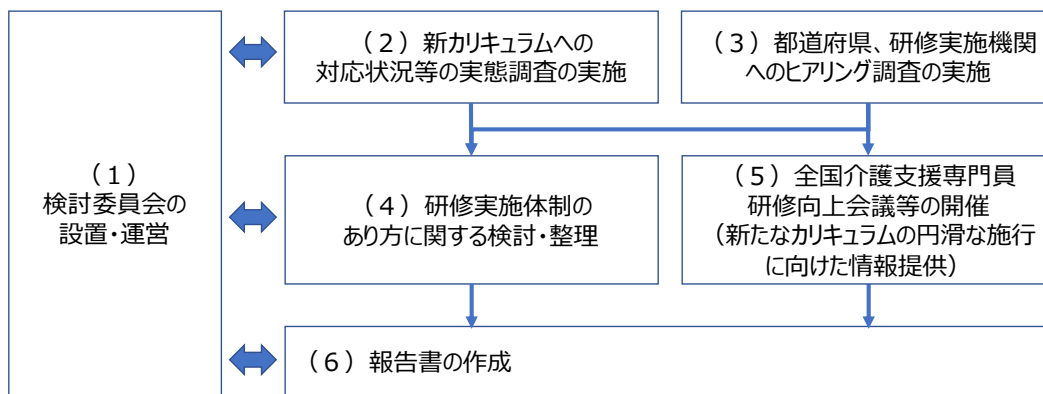 （１）
検討委員会の
設置・運営
（２）新カリキュラムへの
対応状況等の実態調査の実施
（３）都道府県、研修実施機関
へのヒアリング調査の実施
（４）研修実施体制の
あり方に関する検討・整理
（５）全国介護支援専門員
研修向上会議等の開催
（新たなカリキュラムの円滑な施行
に向けた情報提供）
（６）報告書の作成